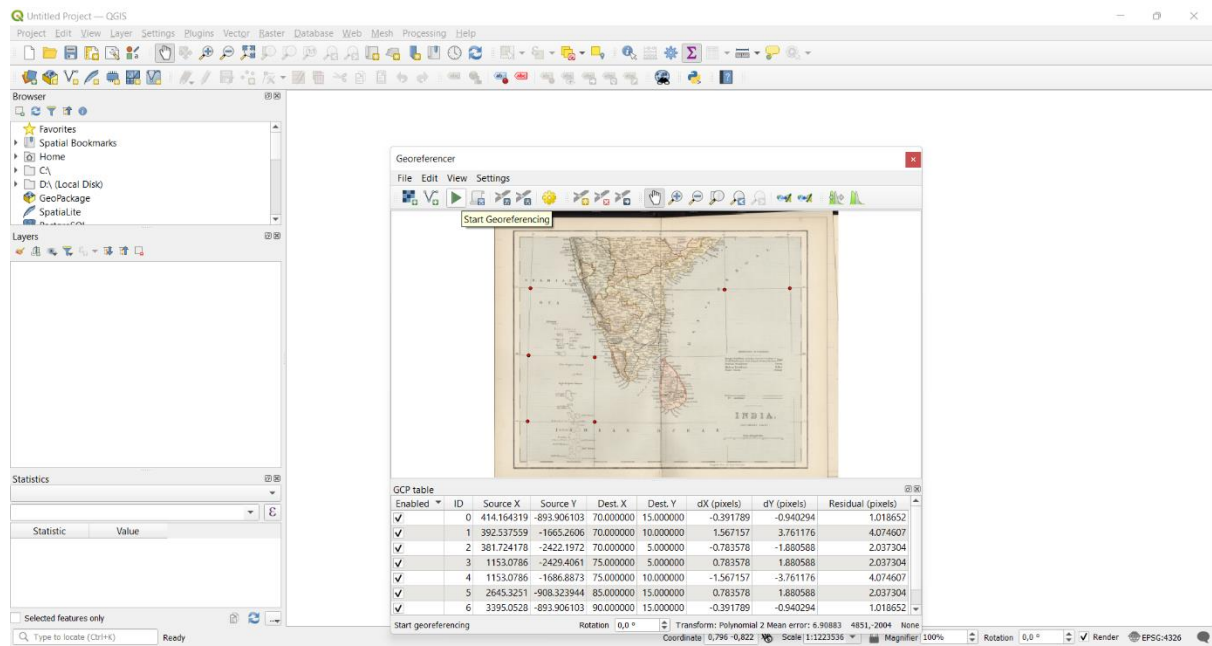 Untitled Project — QGIS
Project Edit View Layer Settings Plugins Vector Raster Database Web Mesh Processing Help
Browser
Favorites
Spatial Bookmarks
Home
C:\
D:\ (Local Disk)
GeoPackage
SpatiaLite
Layers
Statistics
Statistic Value
Selected features only
Type to locate (Ctrl+K) Ready
Georeferencer
File Edit View Settings
Start Georeferencing
INDIA.
GCP table
Enabled ID Source X Source Y Dest. X Dest. Y dX (pixels) dY (pixels) Residual (pixels)
0 414.164319 -893.906103 70.000000 15.000000 -0.391789 -0.940294 1.018652
1 392.537559 -1665.2606 70.000000 10.000000 1.567157 3.761176 4.074607
2 381.724178 -2422.1972 70.000000 5.000000 -0.783578 -1.880588 2.037304
3 1153.0786 -2429.4061 75.000000 5.000000 0.783578 1.880588 2.037304
4 1153.0786 -1686.8873 75.000000 10.000000 -1.567157 -3.761176 4.074607
5 2645.3251 -908.323944 85.000000 15.000000 0.783578 1.880588 2.037304
6 3395.0528 -893.906103 90.000000 15.000000 -0.391789 -0.940294 1.018652
Start georeferencing Rotation 0,0 ° Transform: Polynomial 2 Mean error: 6.90883 4851,-2004 None
Coordinate 0,796 -0,822 Scale 1:1223536 Magnifier 100% Rotation 0,0 ° Render EPSG:4326